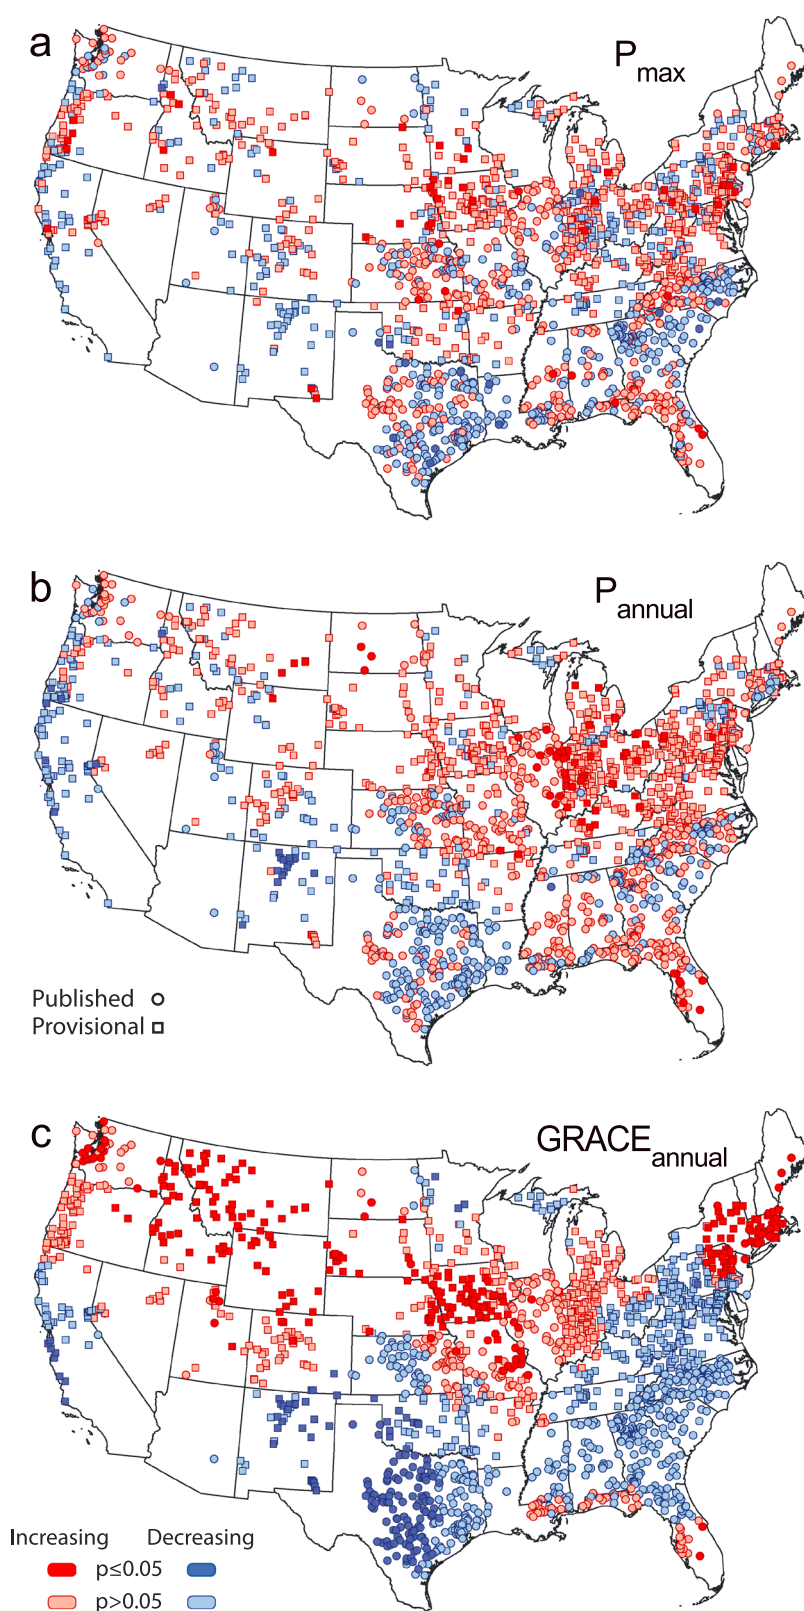 a
Pmax
b
Pannual
Published
Provisional
c
GRACEannual
Increasing Decreasing
p≤0.05
p>0.05